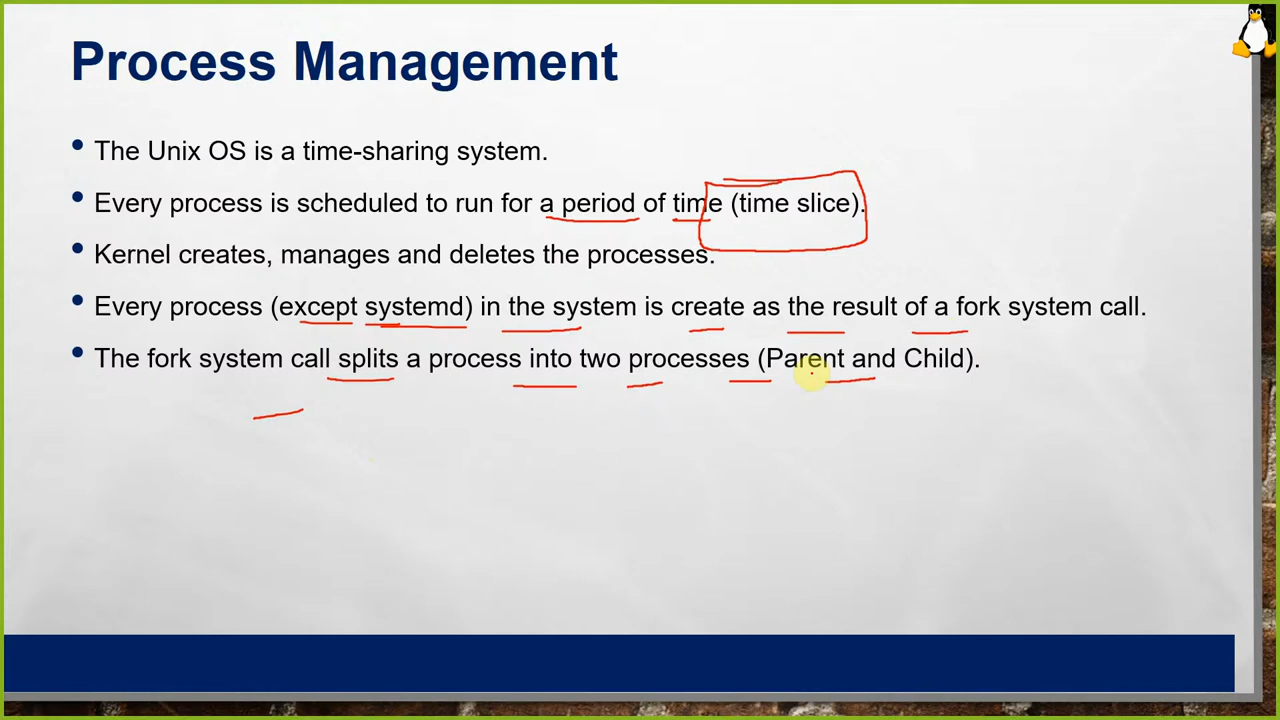 Process Management
• The Unix OS is a time-sharing system.
• Every process is scheduled to run for a period of time (time slice).
• Kernel creates, manages and deletes the processes.
• Every process (except systemd) in the system is create as the result of a fork system call.
• The fork system call splits a process into two processes (Parent and Child).